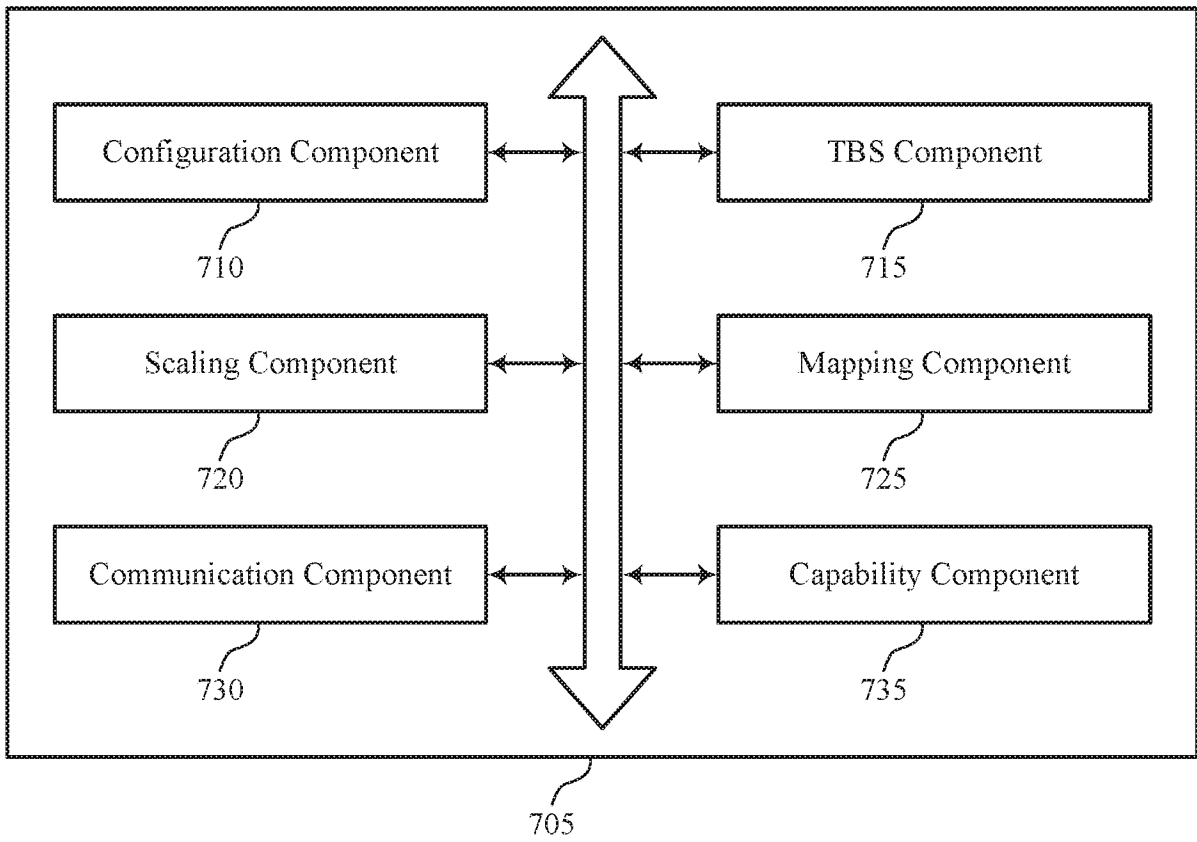 Configuration Component
TBS Component
710
715
Scaling Component
Mapping Component
720
725
Communication Component
Capability Component
730
735
705